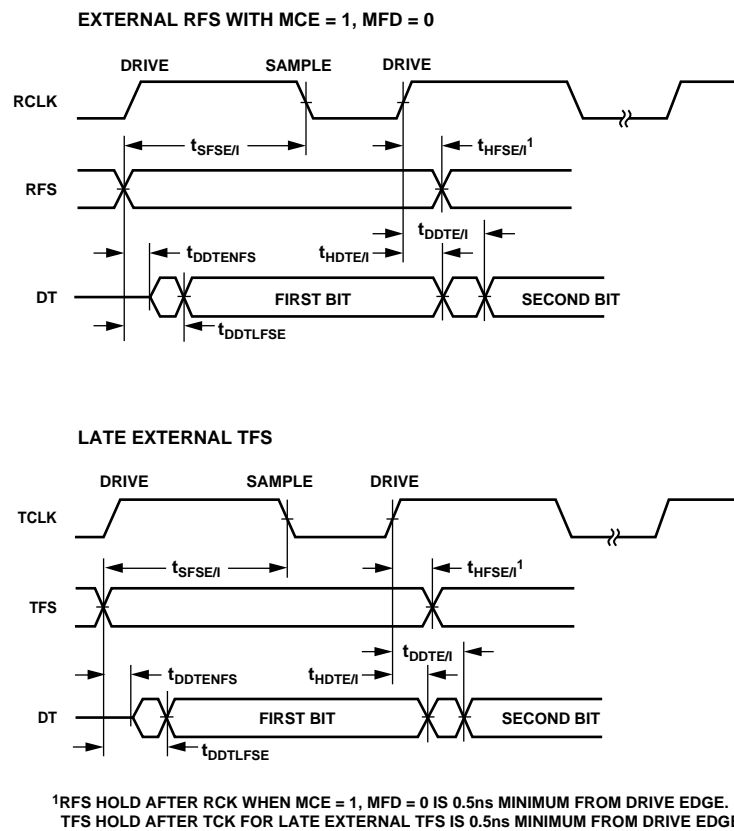 EXTERNAL RFS WITH MCE = 1, MFD = 0
DRIVE SAMPLE DRIVE
RCLK
tSFSE/I tHFSE/I1
RFS
tDDTE/I
tDDTENFS tHDTE/I
DT FIRST BIT SECOND BIT
tDDTLFSE
LATE EXTERNAL TFS
DRIVE SAMPLE DRIVE
TCLK
tSFSE/I tHFSE/I1
TFS
tDDTE/I
tDDTENFS tHDTE/I
DT FIRST BIT SECOND BIT
tDDTLFSE
1RFS HOLD AFTER RCK WHEN MCE = 1, MFD = 0 IS 0.5ns MINIMUM FROM DRIVE EDGE.
TFS HOLD AFTER TCK FOR LATE EXTERNAL TFS IS 0.5ns MINIMUM FROM DRIVE EDGE